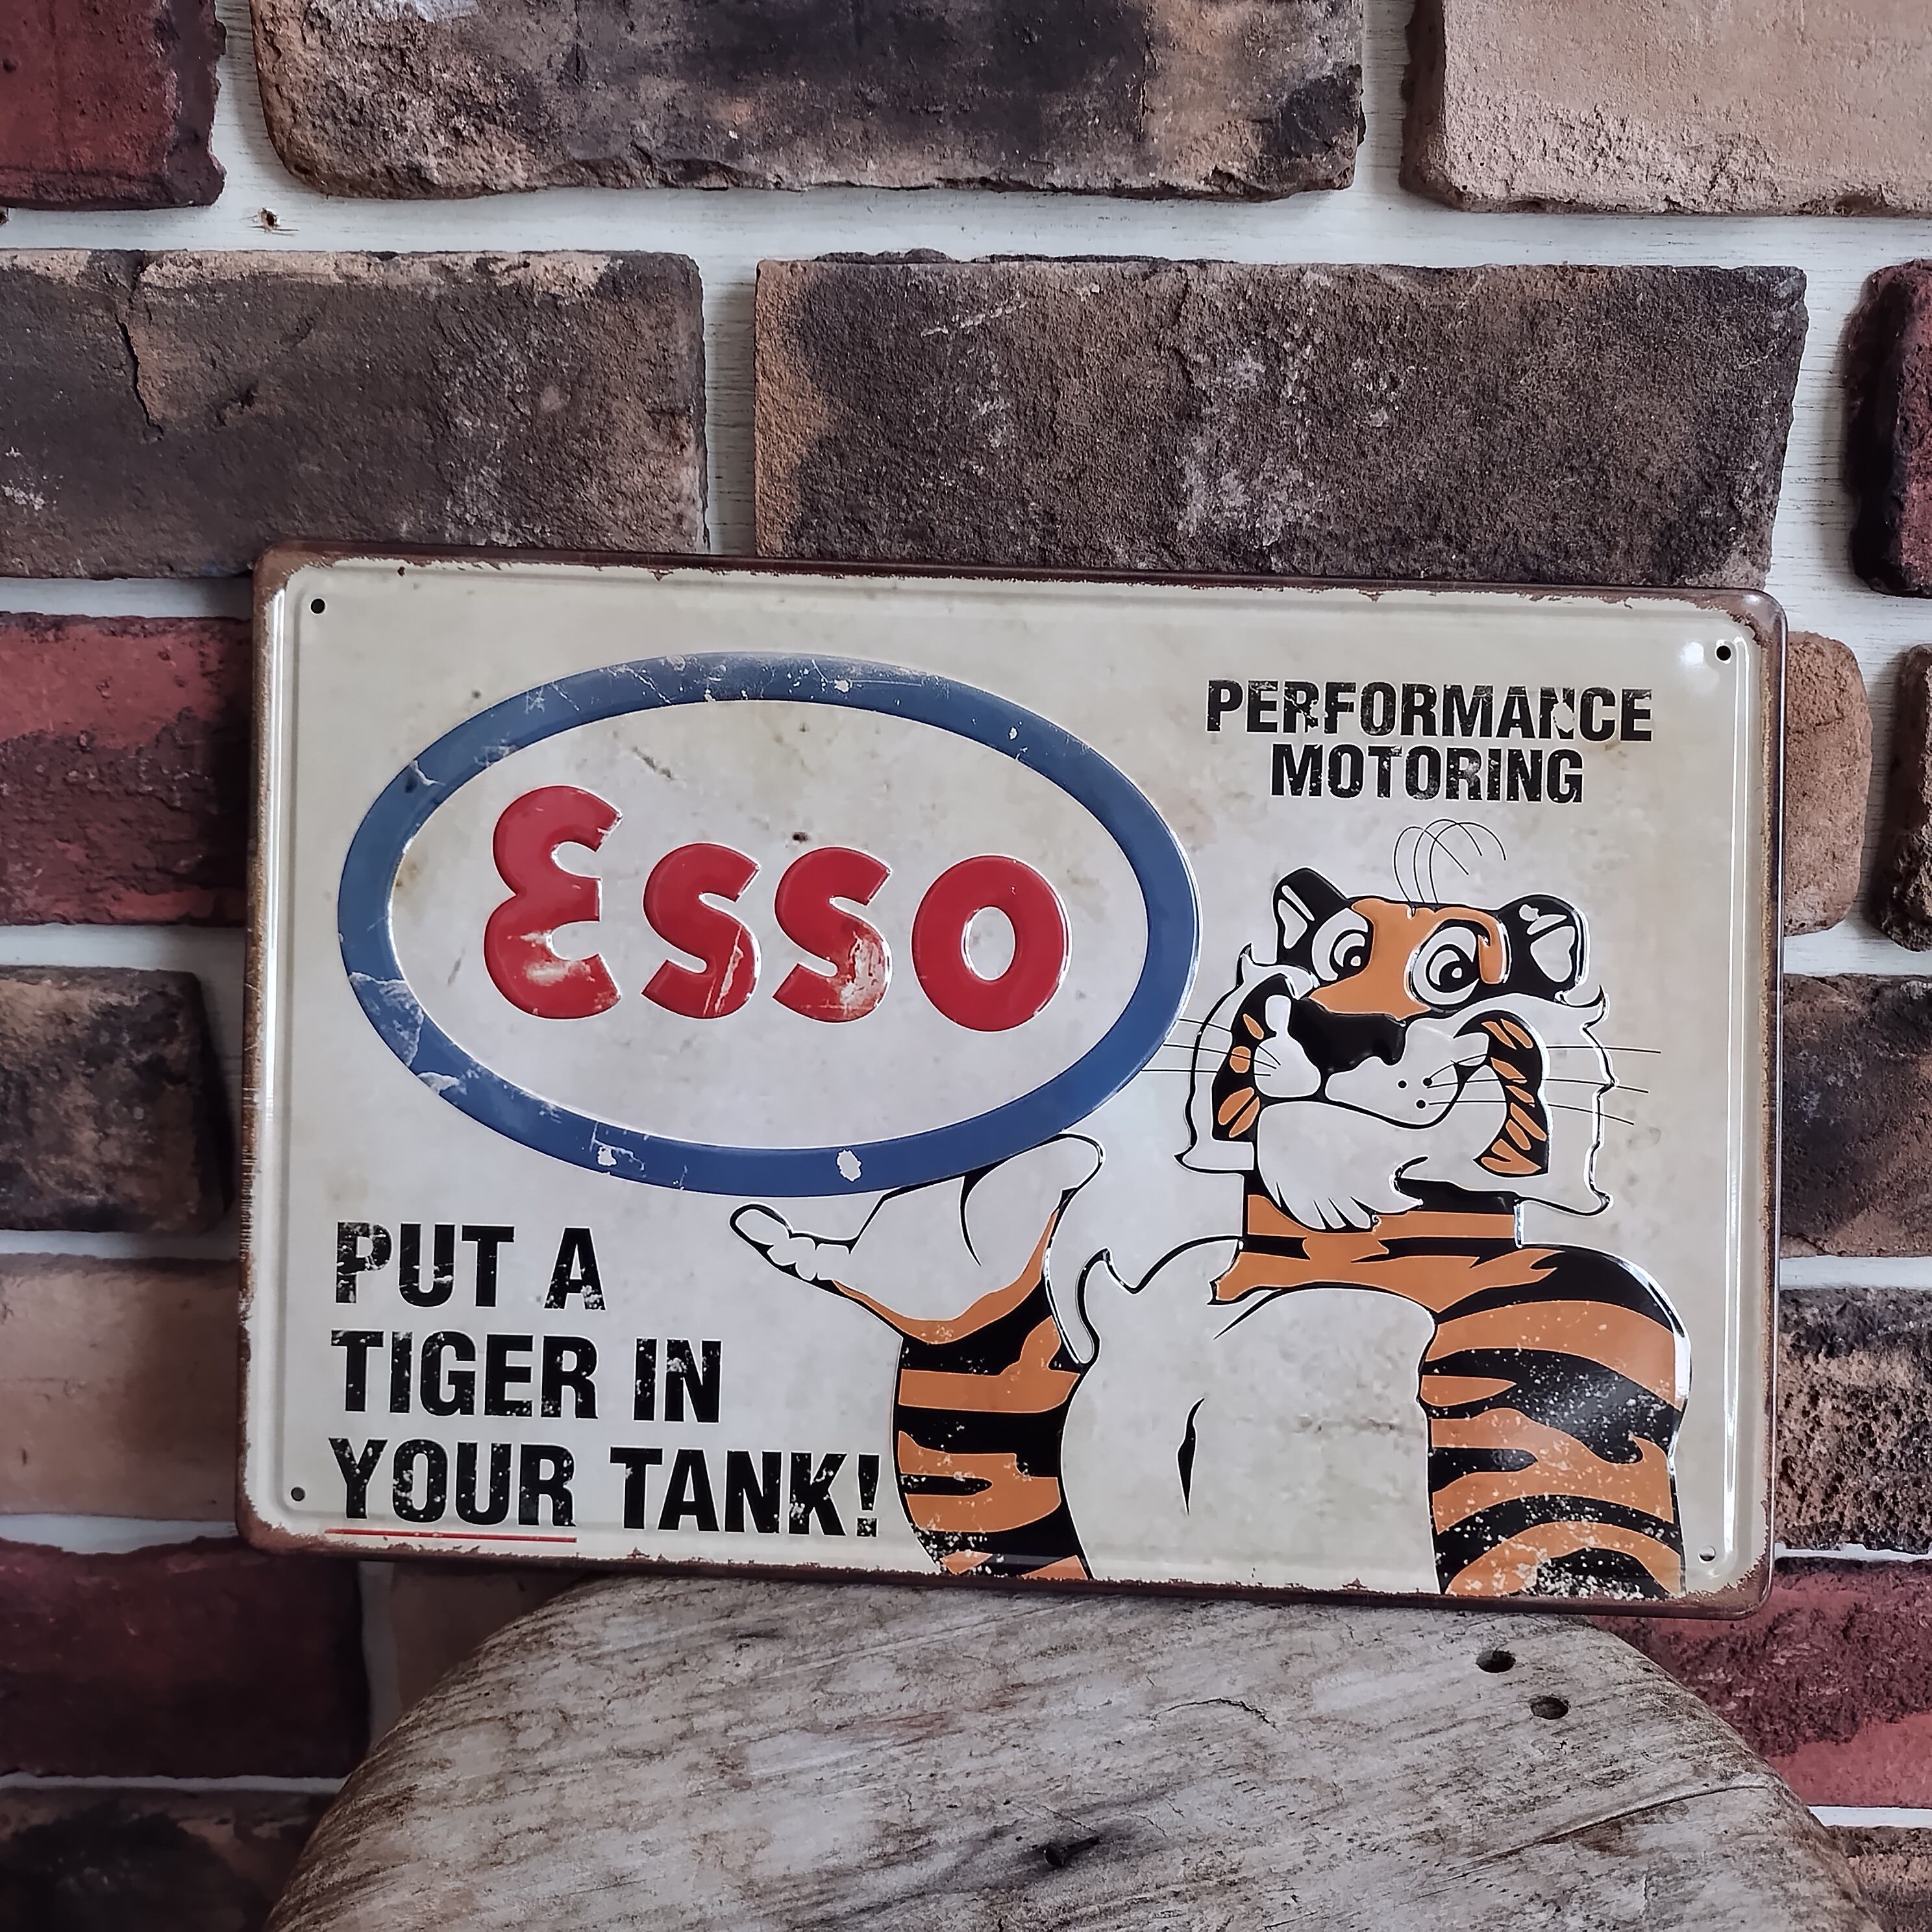 Esso
PERFORMANCE
MOTORING
PUT A
TIGER IN
YOUR TANK!